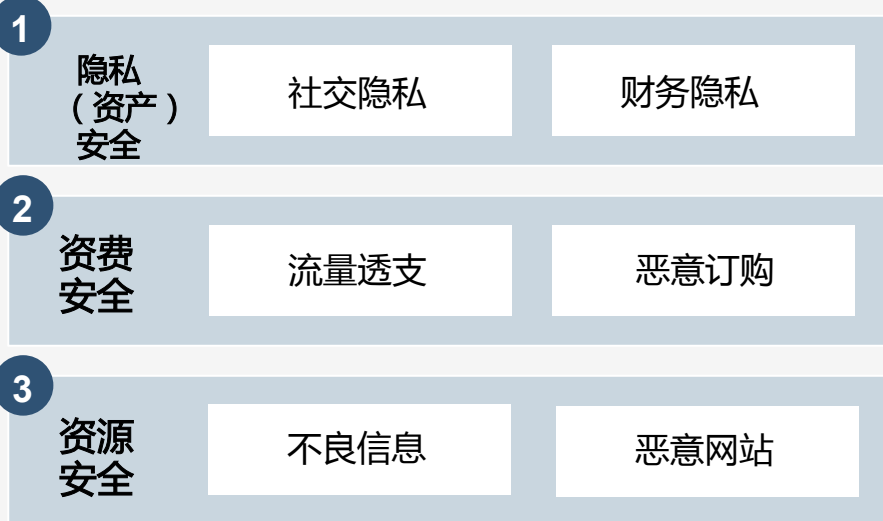 1
隐私
（资产）
安全
社交隐私
财务隐私
2
资费
安全
流量透支
恶意订购
3
资源
安全
不良信息
恶意网站